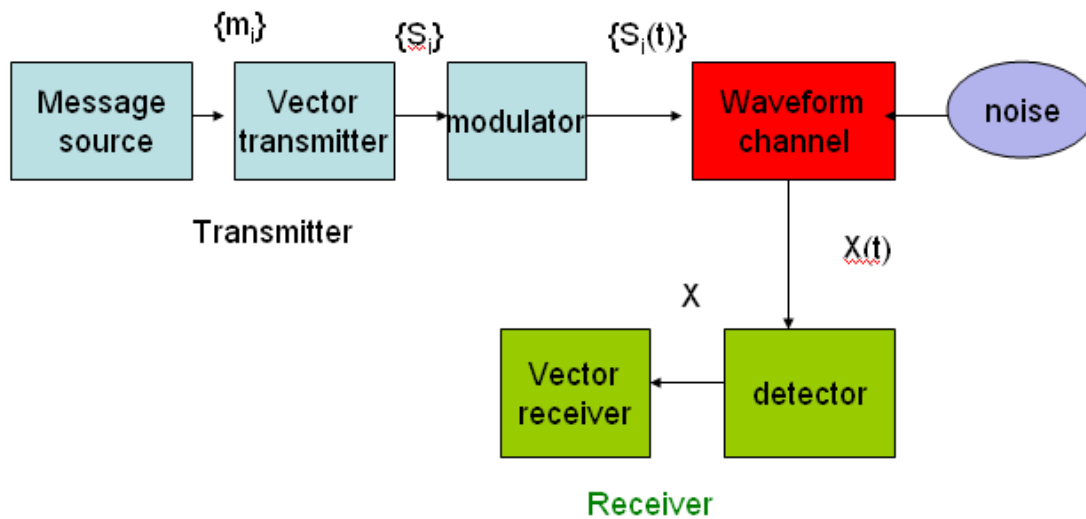 {mᵢ}
{Sᵢ}
{Sᵢ(t)}
Message
source
Vector
transmitter
modulator
Waveform
channel
noise
Transmitter
X(t)
X
Vector
receiver
detector
Receiver